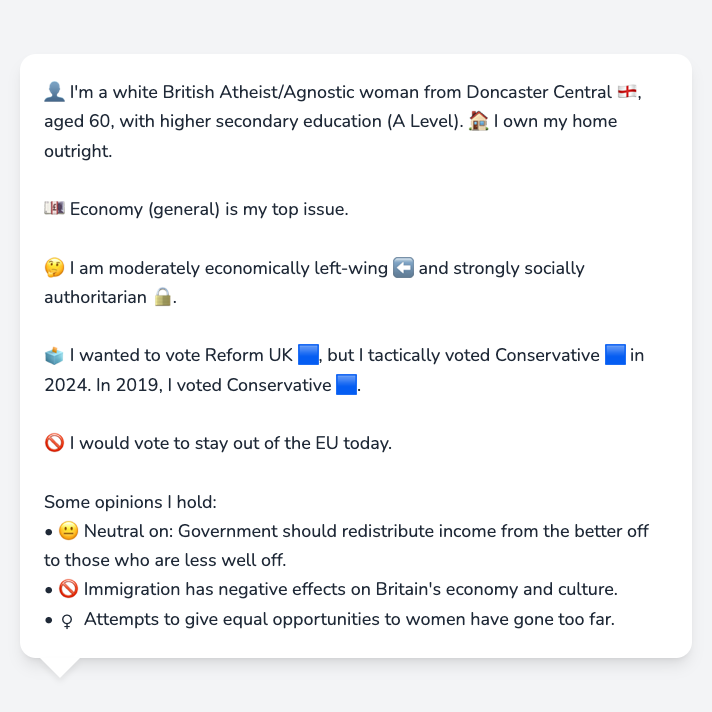 👤 I'm a white British Atheist/Agnostic woman from Doncaster Central 🏴󠁧󠁢󠁥󠁮󠁧󠁿,
aged 60, with higher secondary education (A Level). 🏠 I own my home
outright.
💷 Economy (general) is my top issue.
🤔 I am moderately economically left-wing ⬅️ and strongly socially
authoritarian 🔒.
🗳️ I wanted to vote Reform UK 🟦, but I tactically voted Conservative 🟦 in
2024. In 2019, I voted Conservative 🟦.
🚫 I would vote to stay out of the EU today.
Some opinions I hold:
• 😐 Neutral on: Government should redistribute income from the better off
to those who are less well off.
• 🚫 Immigration has negative effects on Britain's economy and culture.
• ♀ Attempts to give equal opportunities to women have gone too far.